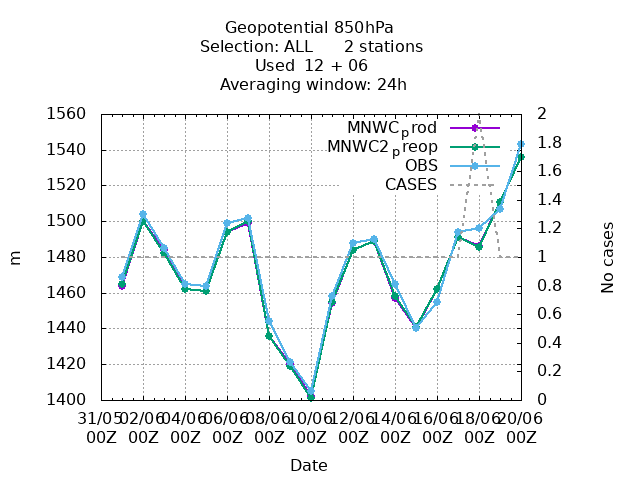 Geopotential 850hPa
Selection: ALL      2 stations
Used  12 + 06
Averaging window: 24h
MNWCprod
MNWC2preop
OBS
CASES
1560
1540
1520
1500
1480
1460
1440
1420
1400
m
2
1.8
1.6
1.4
1.2
1
0.8
0.6
0.4
0.2
0
No cases
31/05 02/06 04/06 06/06 08/06 10/06 12/06 14/06 16/06 18/06 20/06
00Z 00Z 00Z 00Z 00Z 00Z 00Z 00Z 00Z 00Z 00Z
Date